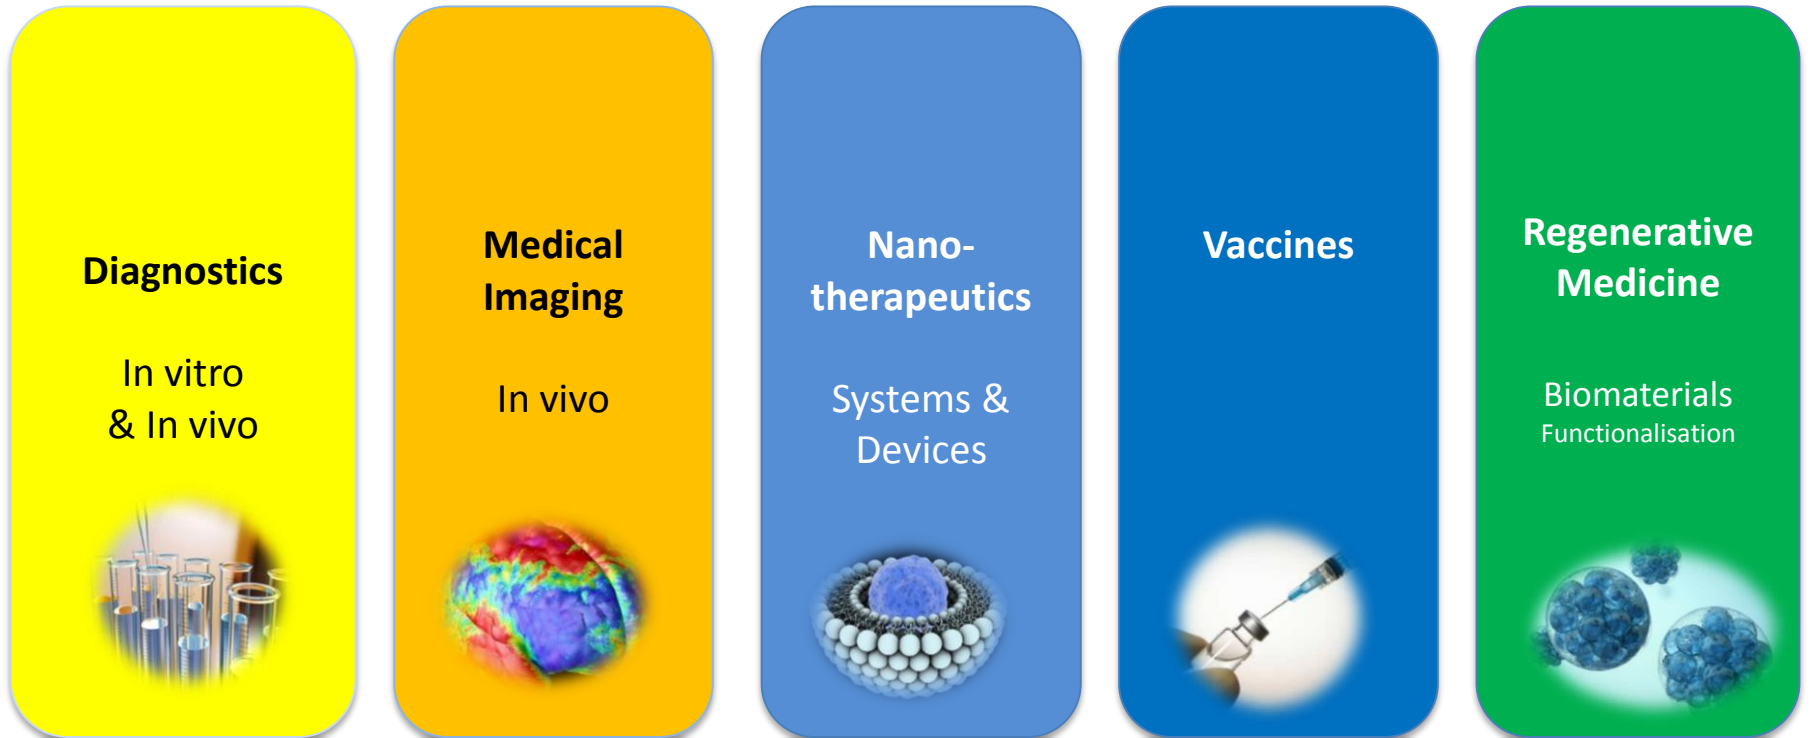 Diagnostics
In vitro
& In vivo
Medical
Imaging
In vivo
Nano-
therapeutics
Systems &
Devices
Vaccines
Regenerative
Medicine
Biomaterials
Functionalisation